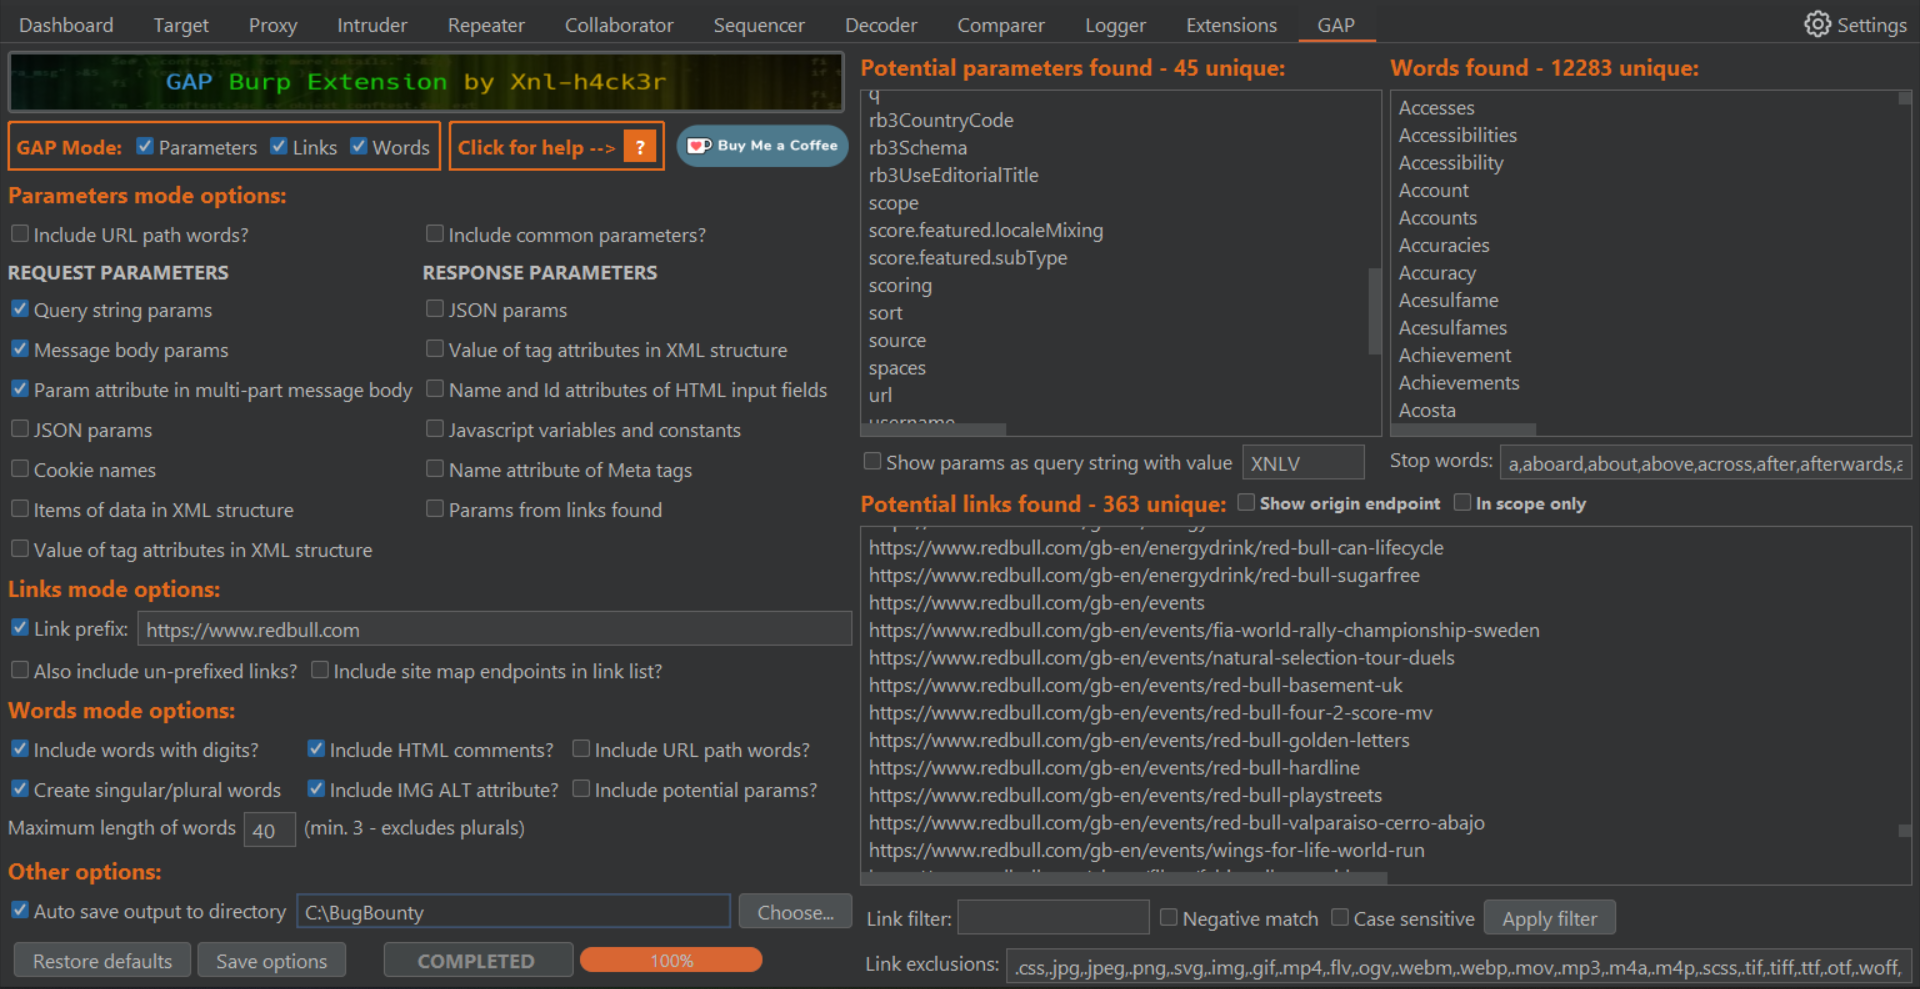 Dashboard Target Proxy Intruder Repeater Collaborator Sequencer Decoder Comparer Logger Extensions GAP Settings
GAP Burp Extension by Xnl-h4ck3r
GAP Mode: Parameters Links Words Click for help --> ? Buy Me a Coffee
Parameters mode options:
Include URL path words? Include common parameters?
REQUEST PARAMETERS RESPONSE PARAMETERS
Query string params JSON params
Message body params Value of tag attributes in XML structure
Param attribute in multi-part message body Name and Id attributes of HTML input fields
JSON params Javascript variables and constants
Cookie names Name attribute of Meta tags
Items of data in XML structure Params from links found
Value of tag attributes in XML structure
Links mode options:
Link prefix: https://www.redbull.com
Also include un-prefixed links? Include site map endpoints in link list?
Words mode options:
Include words with digits? Include HTML comments? Include URL path words?
Create singular/plural words Include IMG ALT attribute? Include potential params?
Maximum length of words 40 (min. 3 - excludes plurals)
Other options:
Auto save output to directory C:\BugBounty Choose...
Restore defaults Save options COMPLETED 100%
Potential parameters found - 45 unique:
q
rb3CountryCode
rb3Schema
rb3UseEditorialTitle
scope
score.featured.localeMixing
score.featured.subType
scoring
sort
source
spaces
url
username
Show params as query string with value XNLV
Words found - 12283 unique:
Accesses
Accessibilities
Accessibility
Account
Accounts
Accuracies
Accuracy
Acesulfame
Acesulfames
Achievement
Achievements
Acosta
Stop words: a,aboard,about,above,across,after,afterwards,a
Potential links found - 363 unique: Show origin endpoint In scope only
https://www.redbull.com/gb-en/energydrink/red-bull-can-lifecycle
https://www.redbull.com/gb-en/energydrink/red-bull-sugarfree
https://www.redbull.com/gb-en/events
https://www.redbull.com/gb-en/events/fia-world-rally-championship-sweden
https://www.redbull.com/gb-en/events/natural-selection-tour-duels
https://www.redbull.com/gb-en/events/red-bull-basement-uk
https://www.redbull.com/gb-en/events/red-bull-four-2-score-mv
https://www.redbull.com/gb-en/events/red-bull-golden-letters
https://www.redbull.com/gb-en/events/red-bull-hardline
https://www.redbull.com/gb-en/events/red-bull-playstreets
https://www.redbull.com/gb-en/events/red-bull-valparaiso-cerro-abajo
https://www.redbull.com/gb-en/events/wings-for-life-world-run
Link filter: Negative match Case sensitive Apply filter
Link exclusions: .css,.jpg,.jpeg,.png,.svg,.img,.gif,.mp4,.flv,.ogv,.webm,.webp,.mov,.mp3,.m4a,.m4p,.scss,.tif,.tiff,.ttf,.otf,.woff,